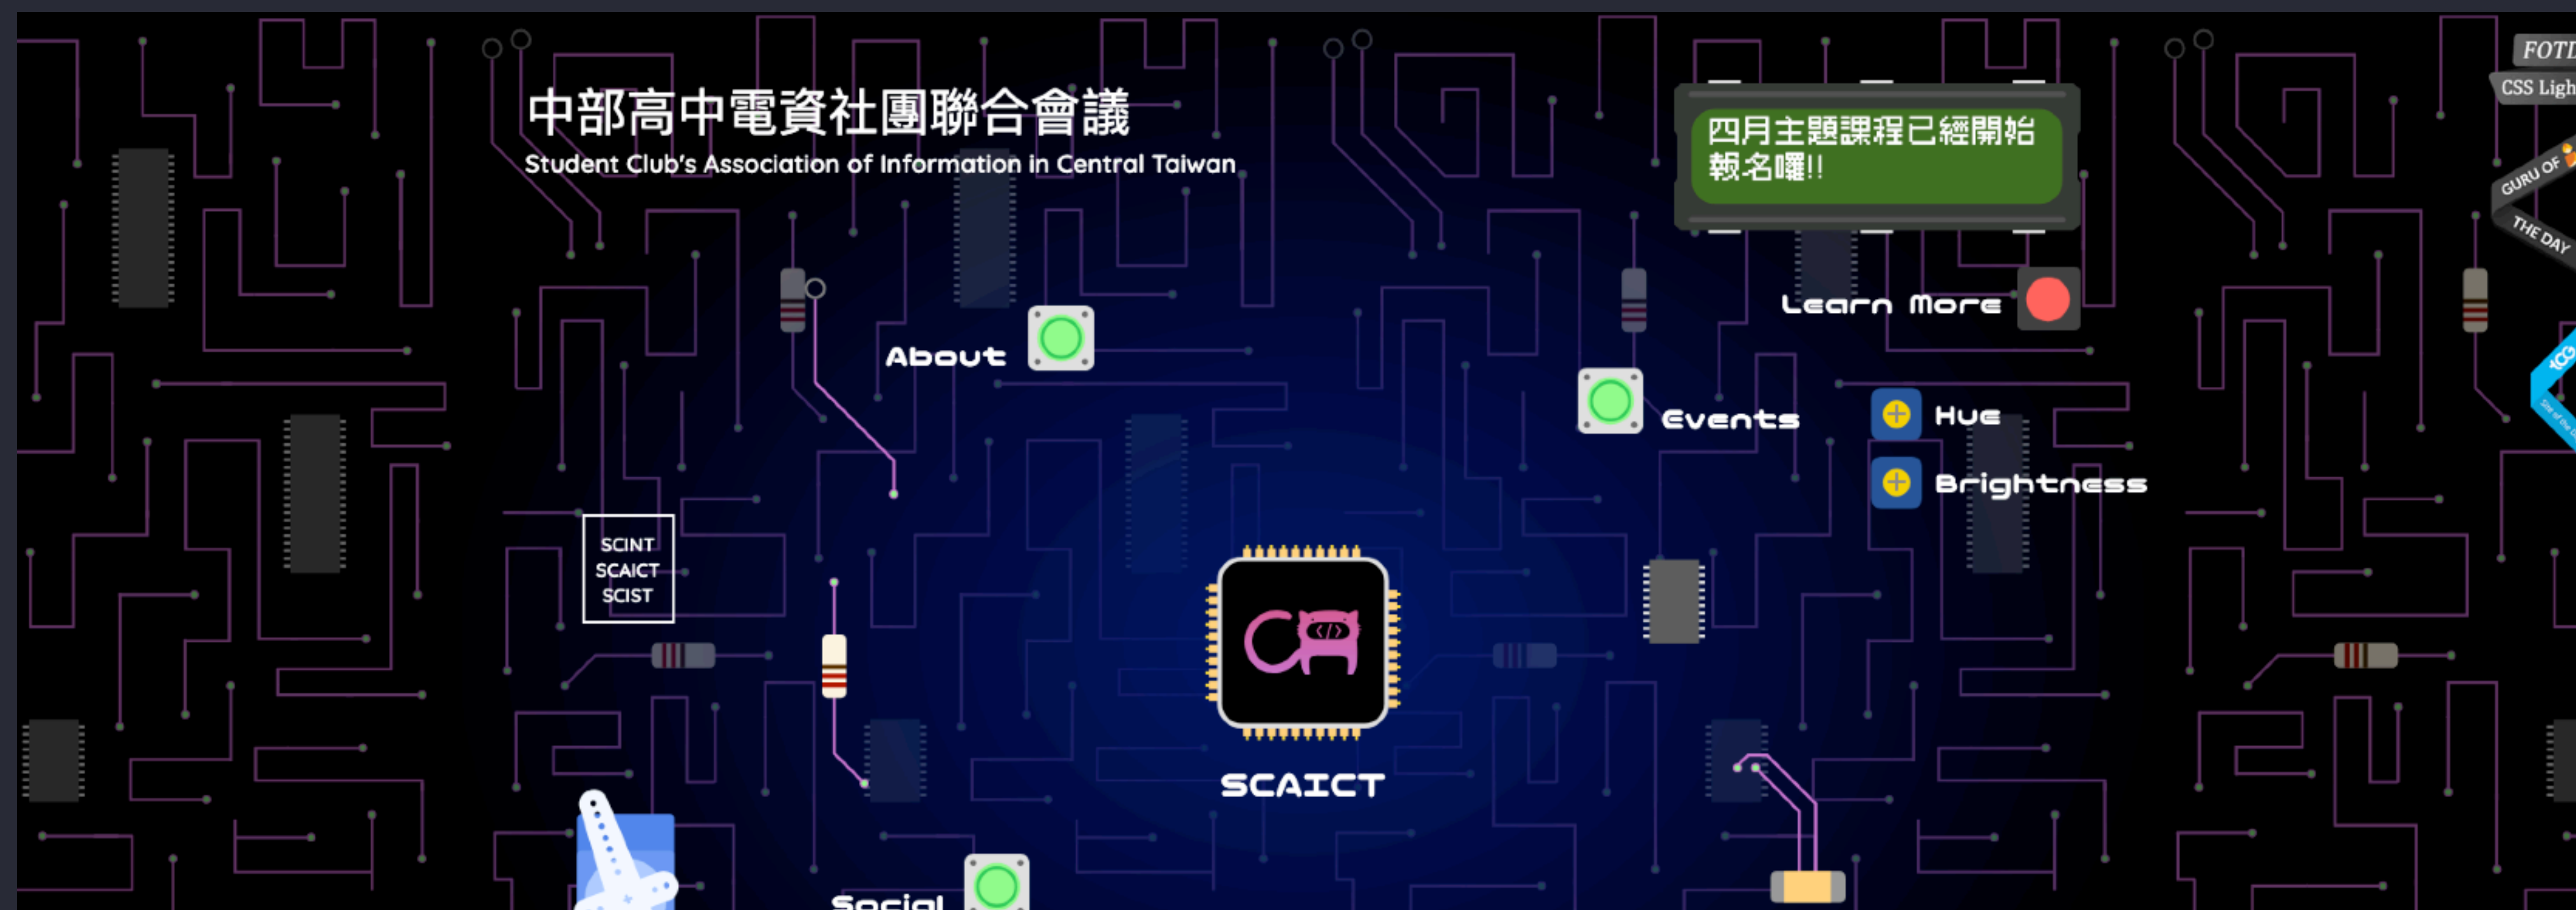 中部高中電資社團聯合會議
Student Club's Association of Information in Central Taiwan
四月主題課程已經開始
報名囉!!
CSS
GURU OF
THE DAY
Learn More
About
Events
Hue
Brightness
SCINT
SCAICT
SCIST
</>
SCAICT
Social